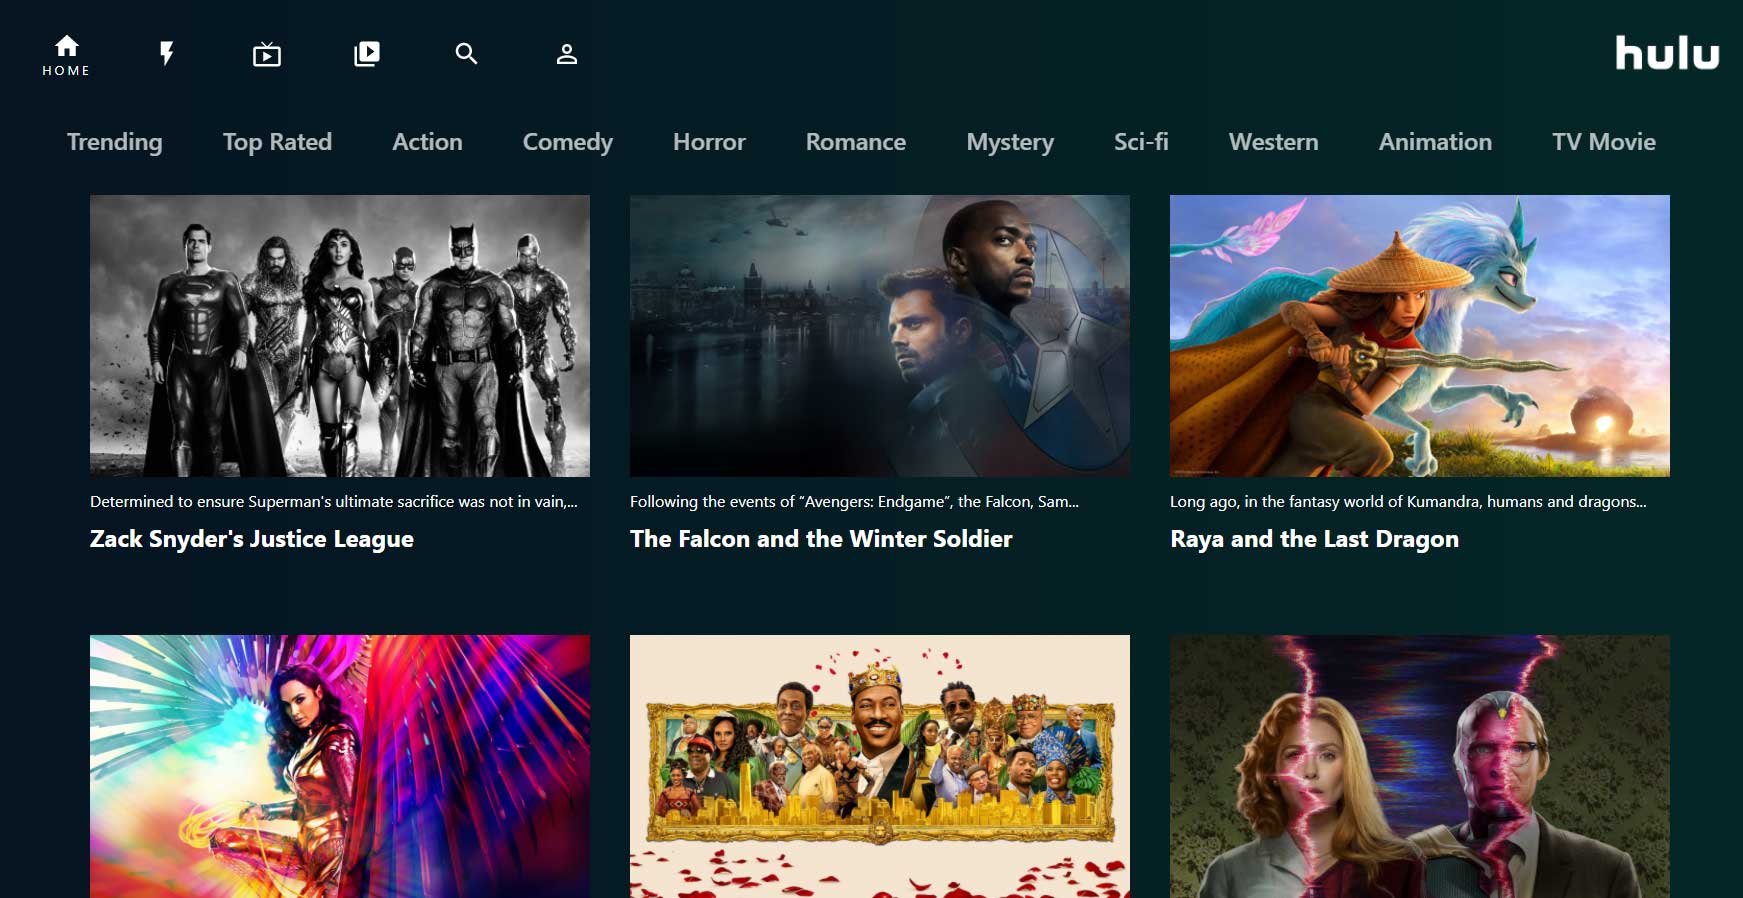 HOME
hulu
Trending Top Rated Action Comedy Horror Romance Mystery Sci-fi Western Animation TV Movie
Determined to ensure Superman's ultimate sacrifice was not in vain,...
Zack Snyder's Justice League
Following the events of “Avengers: Endgame”, the Falcon, Sam...
The Falcon and the Winter Soldier
Long ago, in the fantasy world of Kumandra, humans and dragons...
Raya and the Last Dragon